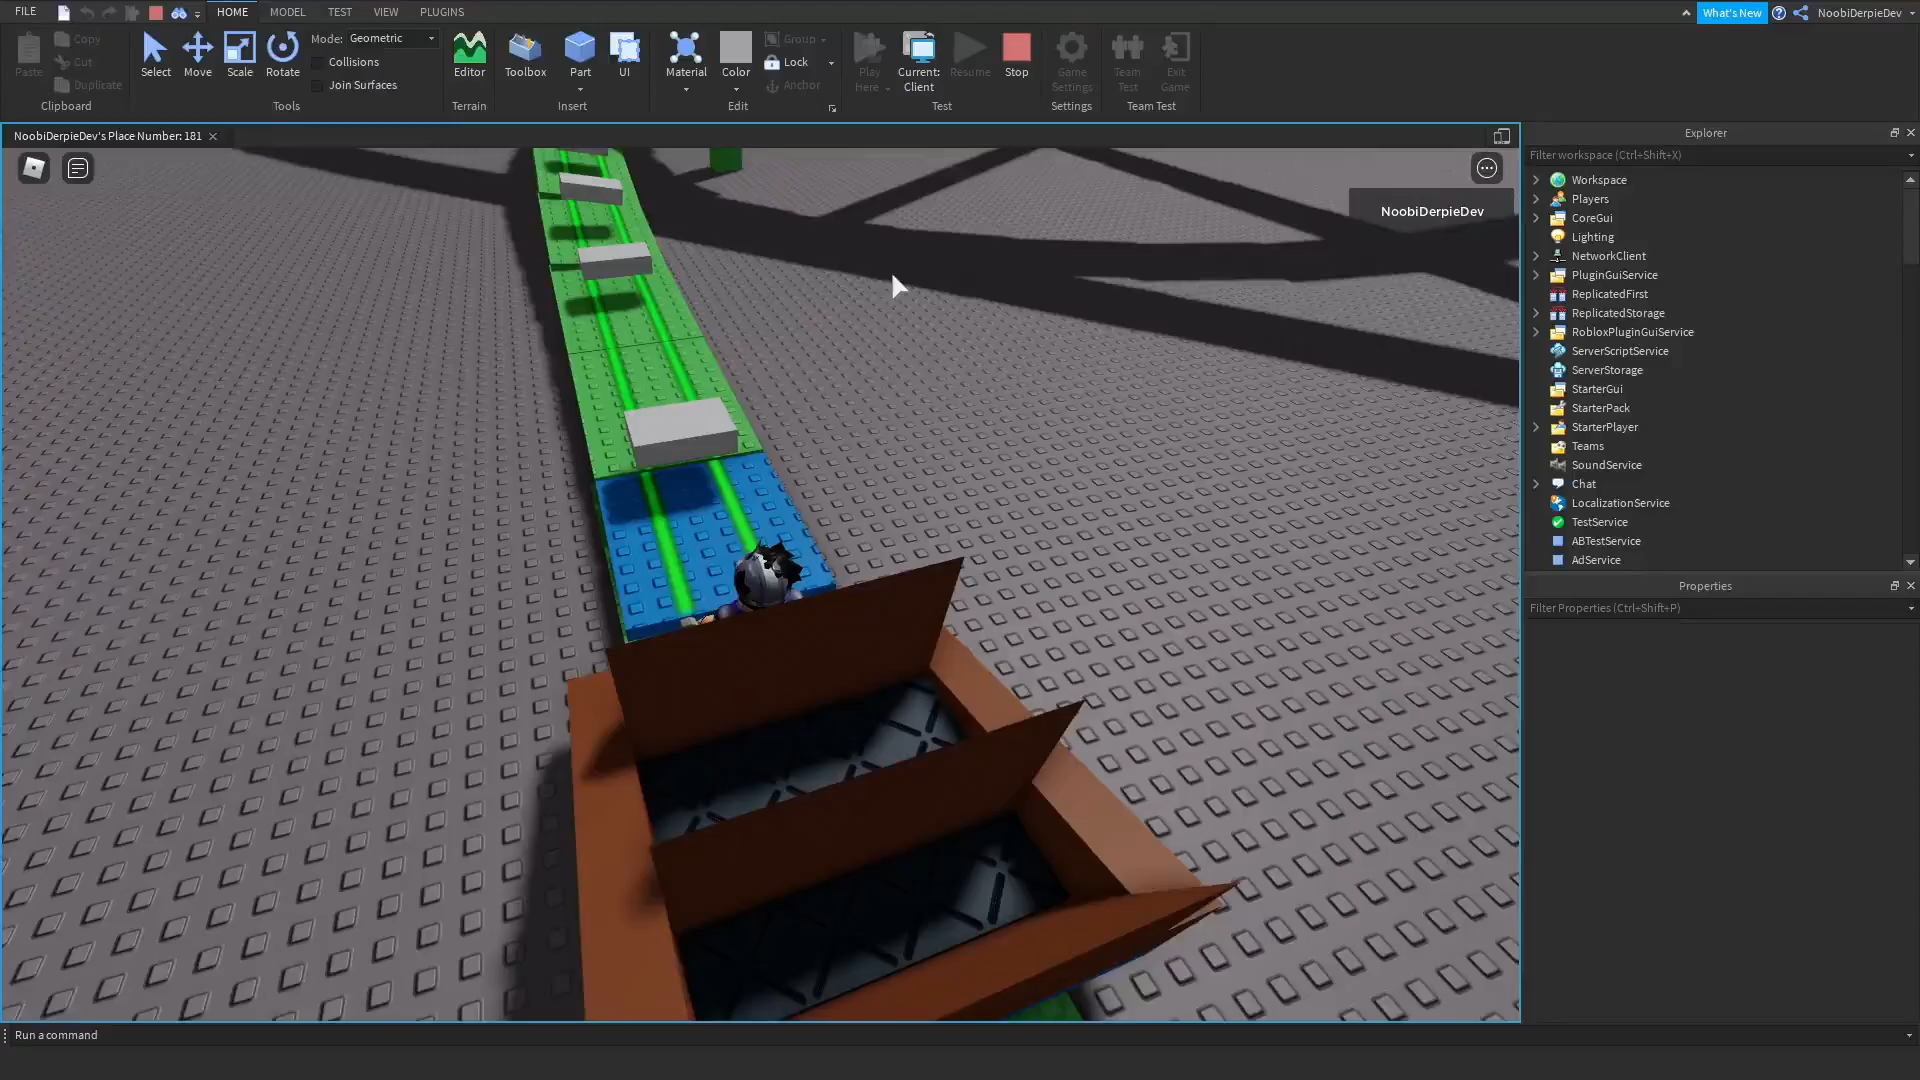 FILE HOME MODEL TEST VIEW PLUGINS What's New NoobiDerpieDev
Paste Copy Cut Duplicate
Clipboard
Select Move Scale Rotate Mode: Geometric Collisions Join Surfaces
Tools
Editor
Terrain
Toolbox Part UI
Insert
Material Color Group Lock Anchor
Edit
Play Here Current: Client Resume Stop
Test
Game Settings
Settings
Team Test Exit Game
Team Test
NoobiDerpieDev's Place Number: 181
NoobiDerpieDev
Explorer
Filter workspace (Ctrl+Shift+X)
Workspace
Players
CoreGui
Lighting
NetworkClient
PluginGuiService
ReplicatedFirst
ReplicatedStorage
RobloxPluginGuiService
ServerScriptService
ServerStorage
StarterGui
StarterPack
StarterPlayer
Teams
SoundService
Chat
LocalizationService
TestService
ABTestService
AdService
Properties
Filter Properties (Ctrl+Shift+P)
Run a command